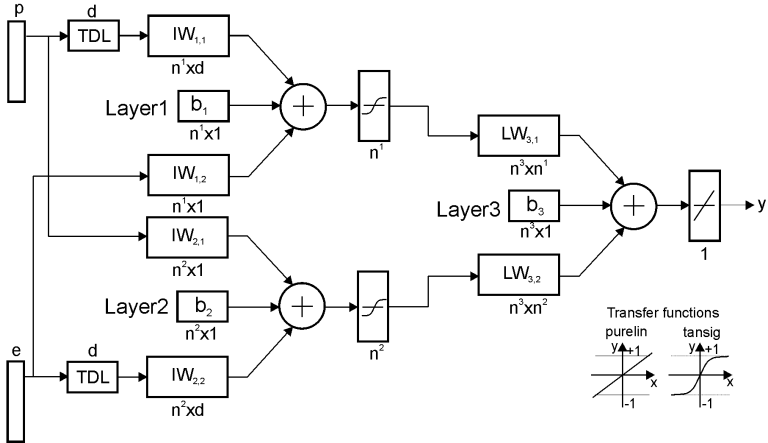 p
d
TDL
IW1,1
n1xd
Layer1
b1
n1x1
n1
IW1,2
n1x1
LW3,1
n3xn1
Layer3
b3
n3x1
y
1
IW2,1
n2x1
Layer2
b2
n2x1
n2
LW3,2
n3xn2
e
d
TDL
IW2,2
n2xd
Transfer functions
purelin
tansig
y
+1
x
-1
y
+1
x
-1